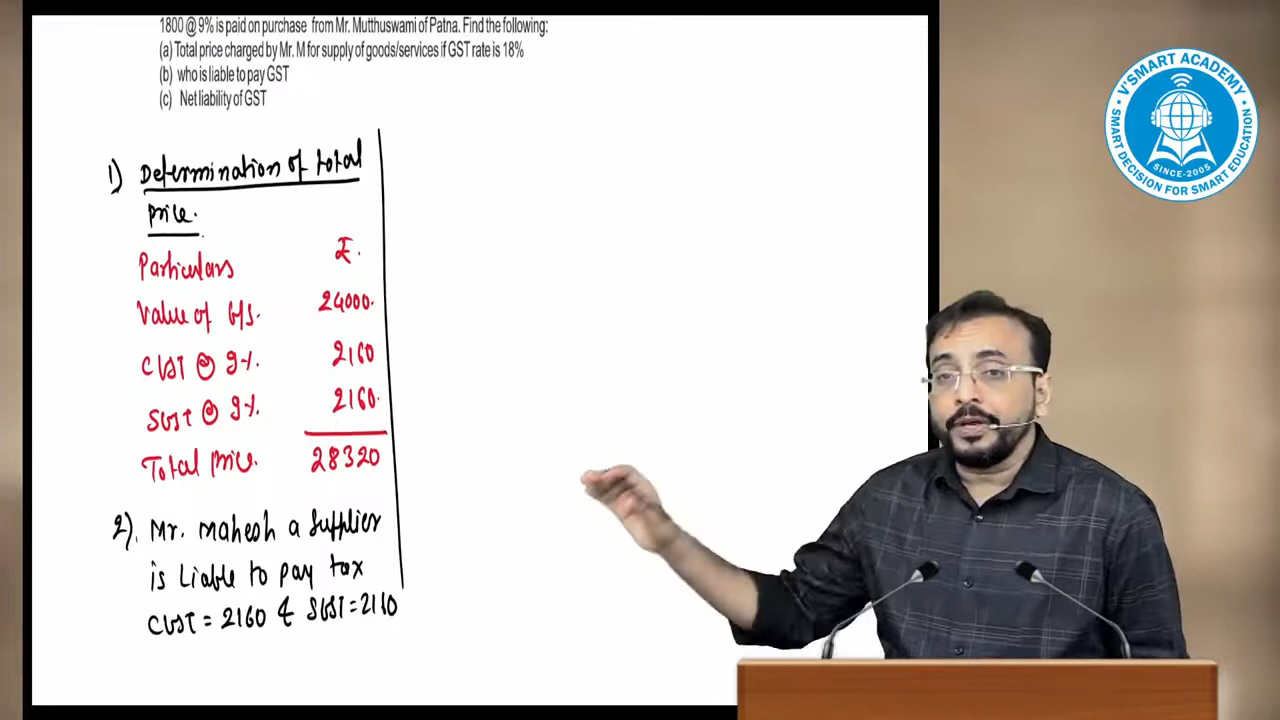 1800 @ 9% is paid on purchase from Mr. Mutthuswami of Patna. Find the following:
(a) Total price charged by Mr. M for supply of goods/services if GST rate is 18%
(b) who is liable to pay GST
(c) Net liability of GST
1) Determination of total
price.
Particulars ₹.
Value of G/S. 24000.
CGST @ 9%. 2160
SGST @ 9%. 2160.
Total price. 28320
2). Mr. Mahesh a supplier
is liable to pay tax
CGST = 2160 & SGST = 2160
V'SMART ACADEMY
SINCE-2005
SMART DECISION FOR SMART EDUCATION